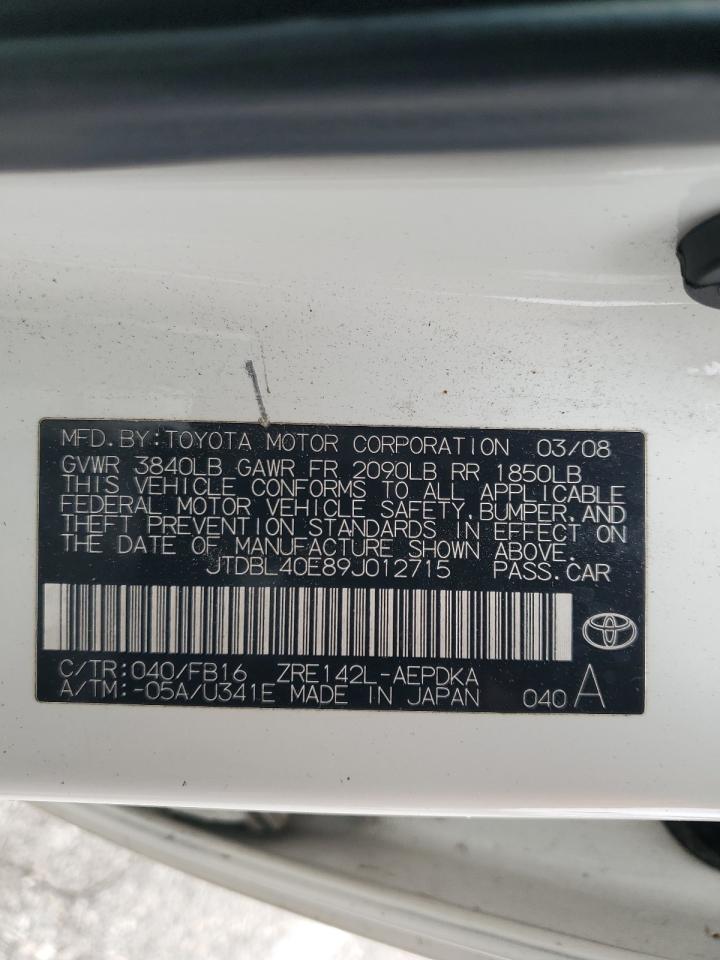 MFD. BY: TOYOTA MOTOR CORPORATION 03/08
GVWR 3840LB GAWR FR 2090LB RR 1850LB
THIS VEHICLE CONFORMS TO ALL APPLICABLE
FEDERAL MOTOR VEHICLE SAFETY, BUMPER, AND
THEFT PREVENTION STANDARDS IN EFFECT ON
THE DATE OF MANUFACTURE SHOWN ABOVE.
JTDBL40E89J012715 PASS. CAR
C/TR: 040/FB16 ZRE142L-AEPDKA
A/TM: -05A/U341E MADE IN JAPAN 040 A